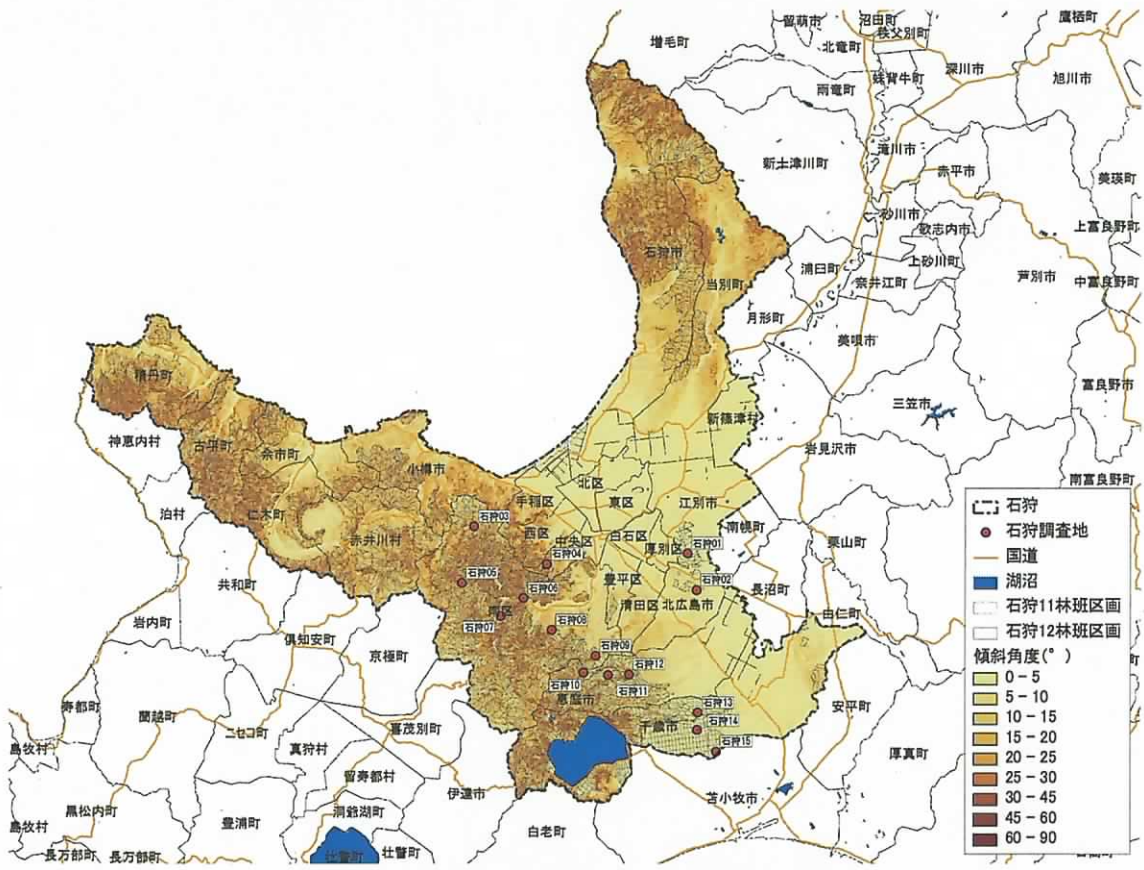 留萌市
沼田町
鷹栖町
増毛町
北竜町
秩父別町
妹背牛町
深川市
旭川市
雨竜町
滝川市
新十津川町
赤平市
美瑛町
砂川市
歌志内市
上富良野町
石狩市
上砂川町
浦臼町
芦別市
当別町
奈井江町
中富良野町
月形町
美唄市
積丹町
富良野市
三笠市
新篠津村
神恵内村
古平町
余市町
岩見沢市
小樽市
南富良野町
北区
手稲区
東区
江別市
泊村
仁木町
石狩03
西区
中央区
白石区
南幌町
赤井川村
厚別区
石狩01
栗山町
石狩04
共和町
石狩05
豊平区
石狩02
長沼町
石狩06
清田区
北広島市
岩内町
南区
由仁町
石狩07
石狩08
倶知安町
京極町
石狩09
石狩12
石狩10
石狩11
恵庭市
寿都町
蘭越町
石狩13
安平町
ニセコ町
喜茂別町
千歳市
石狩14
島牧村
真狩村
石狩15
厚真町
留寿都村
伊達市
苫小牧市
黒松内町
洞爺湖町
島牧村
豊浦町
白老町
長万部町
長万部町
壮瞥町
壮瞥町
石狩
石狩調査地
国道
湖沼
石狩11林班区画
石狩12林班区画
傾斜角度(°)
0 - 5
5 - 10
10 - 15
15 - 20
20 - 25
25 - 30
30 - 45
45 - 60
60 - 90